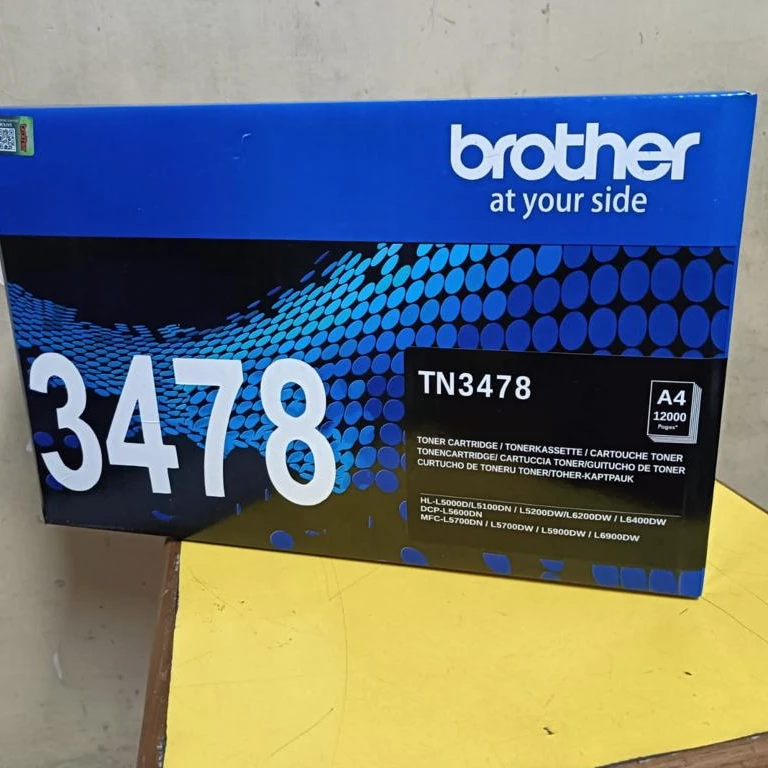 brother
at your side
3478
TN3478
A4
12000
Pages*
TONER CARTRIDGE / TONERKASSETTE / CARTOUCHE TONER
TONENCARTRIDGE/ CARTUCCIA TONER/GUITUCHO DE TONER
CURTUCHO DE TONERU TONER/TOHER-KAPTPAUK
HL-L5000D/L5100DN / L5200DW/L6200DW / L6400DW
DCP-L5600DN
MFC-L5700DN / L5700DW / L5900DW / L6900DW